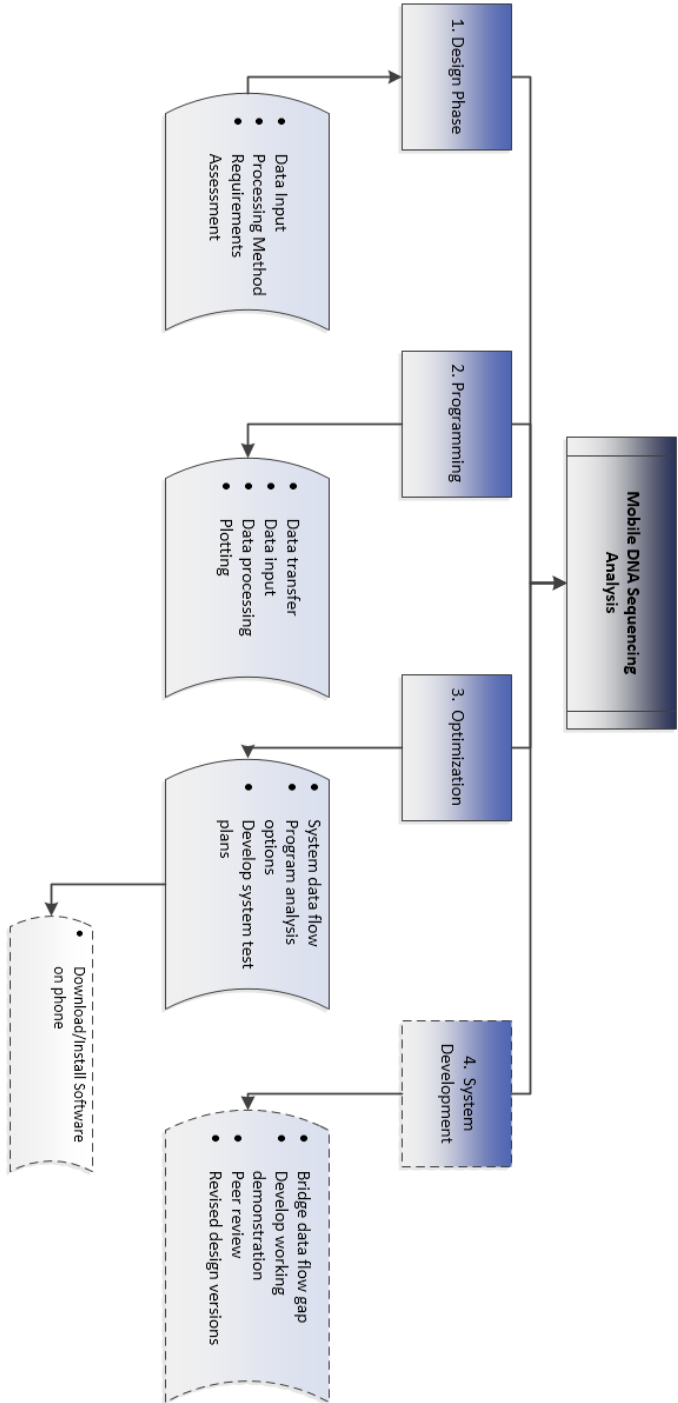 Mobile DNA Sequencing
Analysis
1. Design Phase
• Data Input
• Processing Method
• Requirements
Assessment
2. Programming
• Data transfer
• Data input
• Data processing
• Plotting
3. Optimization
• System data flow
• Program analysis
options
• Develop system test
plans
• Download/Install Software
on phone
4. System
Development
• Bridge data flow gap
• Develop working
demonstration
• Peer review
• Revised design versions